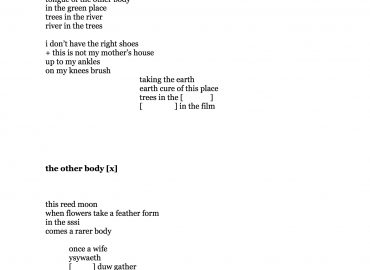 tongue of the other body
in the green place
trees in the river
river in the trees
i don't have the right shoes
+ this is not my mother's house
up to my ankles
on my knees brush
taking the earth
earth cure of this place
trees in the [ ]
[ ] in the film
the other body [x]
this reed moon
when flowers take a feather form
in the sssi
comes a rarer body
once a wife
ysywaeth
[ ] duw gather